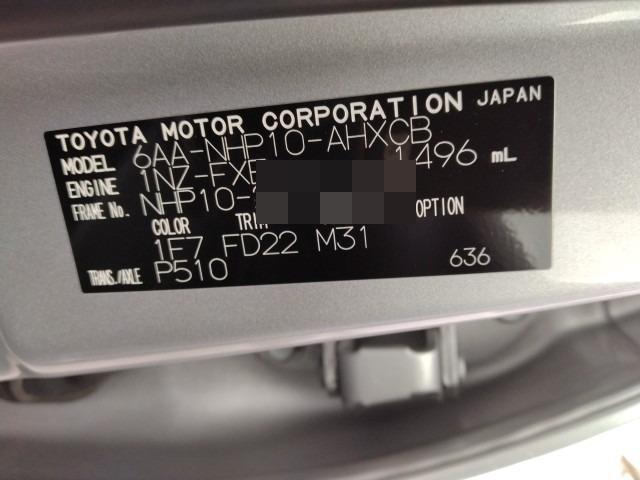 TOYOTA MOTOR CORPORATION JAPAN
MODEL 6AA-NHP10-AHXCB
ENGINE 1NZ-FXE 1496 mL
FRAME No. NHP10-
COLOR TRIM OPTION
1F7 FD22 M31
TRANS./AXLE P510 636